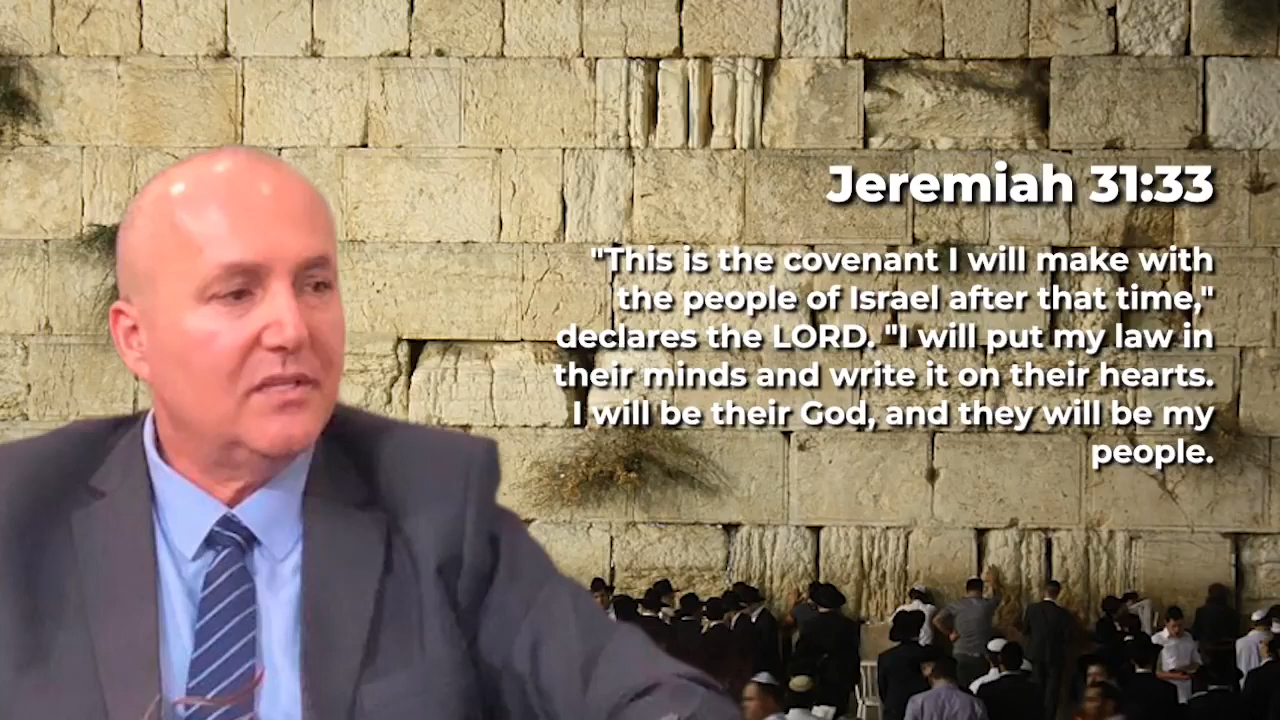 Jeremiah 31:33
"This is the covenant I will make with
the people of Israel after that time,"
declares the LORD. "I will put my law in
their minds and write it on their hearts.
I will be their God, and they will be my
people.